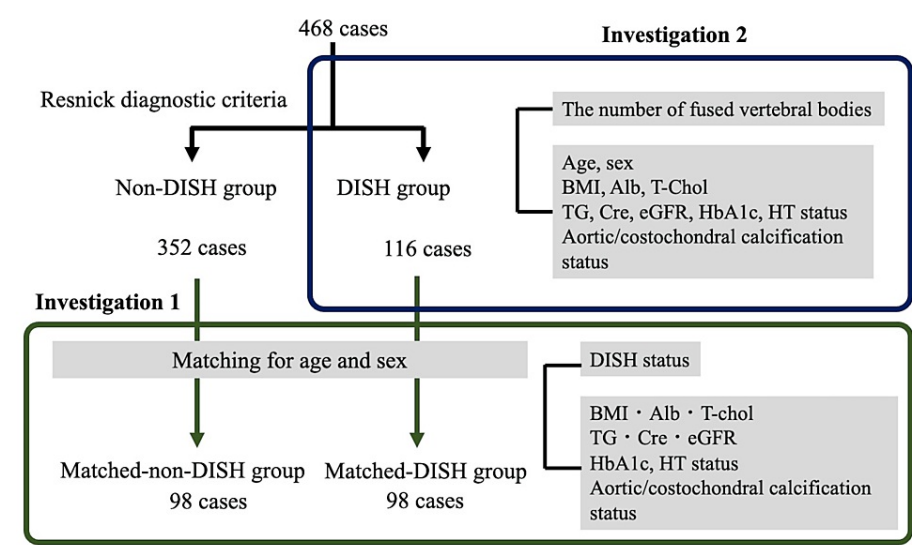 468 cases
Investigation 2
Resnick diagnostic criteria
The number of fused vertebral bodies
Non-DISH group
DISH group
Age, sex
BMI, Alb, T-Chol
TG, Cre, eGFR, HbA1c, HT status
Aortic/costochondral calcification
status
352 cases
116 cases
Investigation 1
Matching for age and sex
DISH status
BMI・Alb・T-chol
TG・Cre・eGFR
HbA1c, HT status
Aortic/costochondral calcification
status
Matched-non-DISH group
98 cases
Matched-DISH group
98 cases